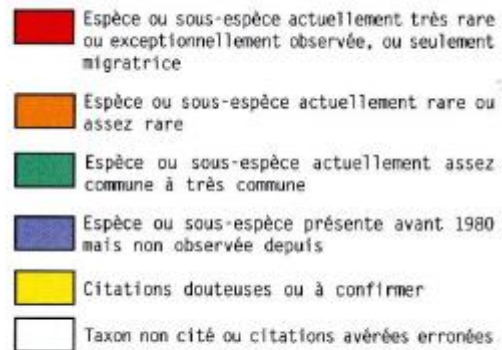 Espèce ou sous-espèce actuellement très rare
ou exceptionnellement observée, ou seulement
migratrice
Espèce ou sous-espèce actuellement rare ou
assez rare
Espèce ou sous-espèce actuellement assez
commune à très commune
Espèce ou sous-espèce présente avant 1980
mais non observée depuis
Citations douteuses ou à confirmer
Taxon non cité ou citations avérées erronées